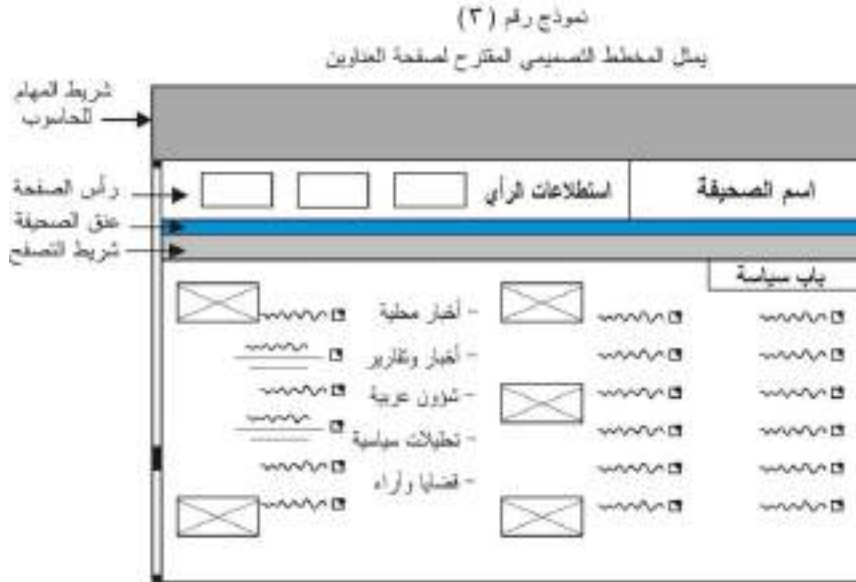 نموذج رقم (٣)
يمثل المخطط التصميمي المقترح لصفحة العناوين
شريط المهام
للحاسوب
اسم الصحيفة
استطلاعات الرأي
رأس الصفحة
عنق الصحيفة
شريط التصفح
باب سياسة
- أخبار محلية
- أخبار وتقارير
- شؤون عربية
- تحليلات سياسية
- قضايا وأراء